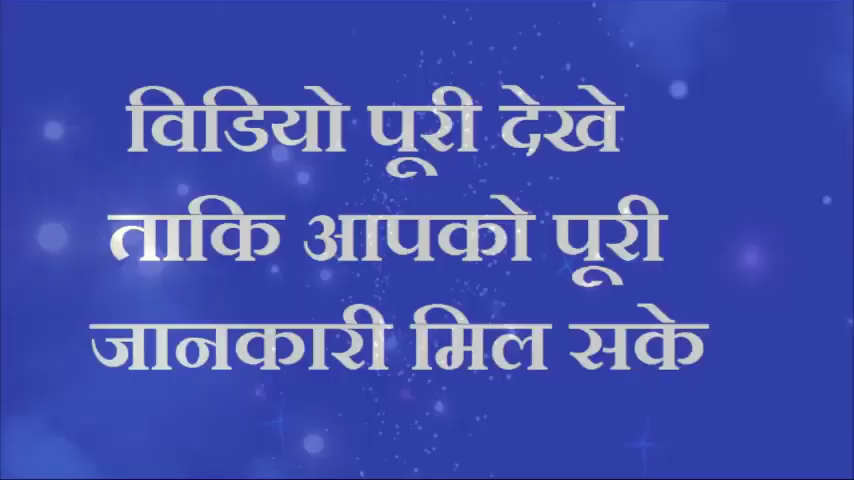 विडियो पूरी देखे
ताकि आपको पूरी
जानकारी मिल सके